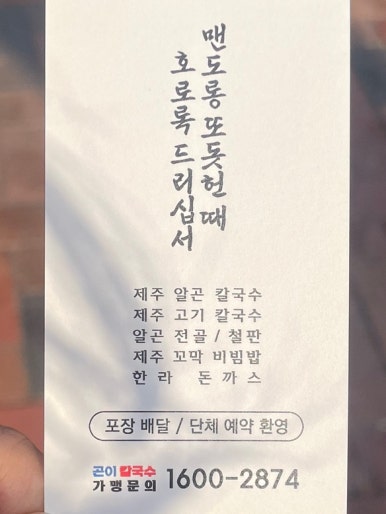 맨도롱 또똣헌때
호로록 드리십서
제주 알곤 칼국수
제주 고기 칼국수
알곤 전골 / 철판
제주 꼬막 비빔밥
한라 돈까스
포장 배달 / 단체 예약 환영
곤이 칼국수
가맹문의 1600-2874